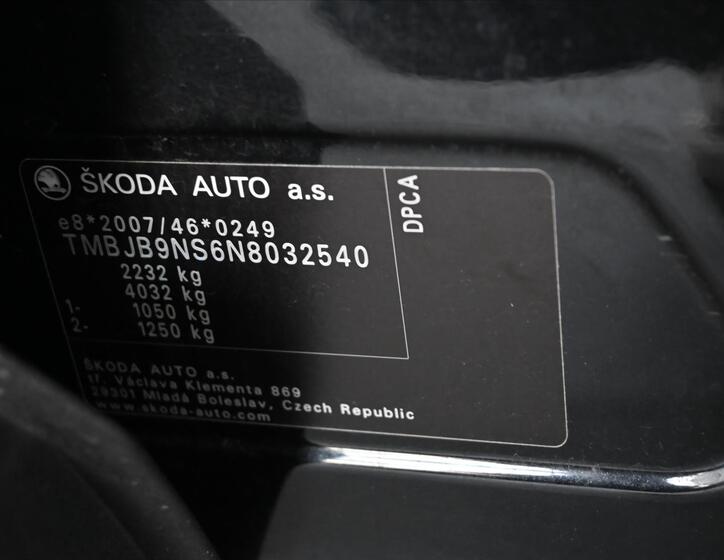 ŠKODA AUTO a.s.
DPCA
e8*2007/46*0249
TMBJB9NS6N8032540
2232 kg
4032 kg
1- 1050 kg
2- 1250 kg
ŠKODA AUTO a.s.
tř. Václava Klementa 869
29301 Mladá Boleslav, Czech Republic
www.skoda-auto.com